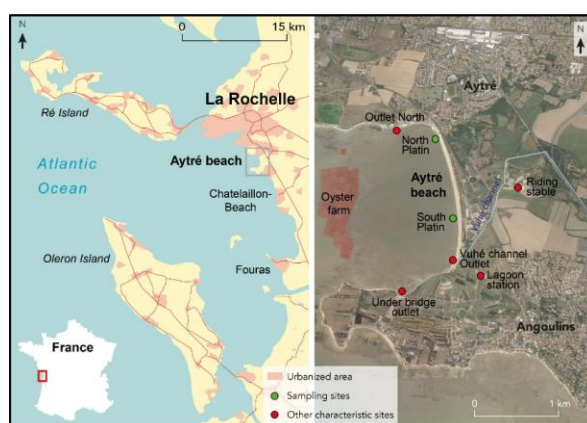 N
0 15 km
Ré Island
La Rochelle
Aytré beach
Atlantic
Ocean
Chatelaillon-
Beach
Oleron Island
Fouras
France
N
Aytré
Outlet North
North
Platin
Aytré
beach
Oyster
farm
Vuhé channel
Riding
stable
South
Platin
Vuhé channel
Outlet
Lagoon
station
Under bridge
outlet
Angoulins
Urbanized area
Sampling sites
Other characteristic sites
0 1 km